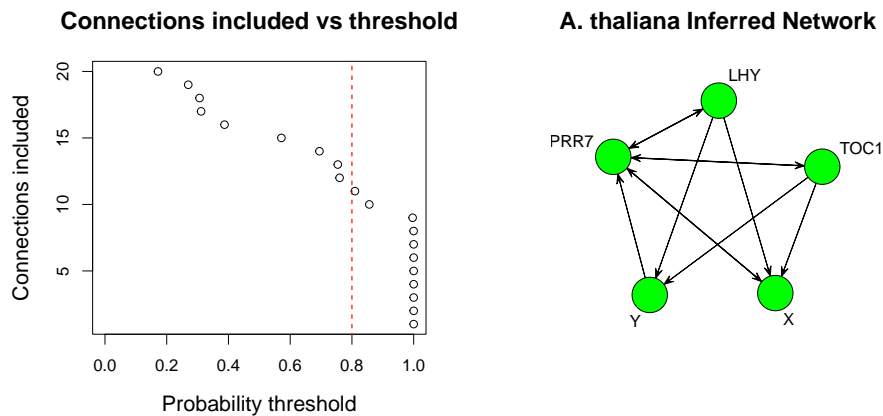 Connections included vs threshold
A. thaliana Inferred Network
Connections included
20
15
10
5
0.0 0.2 0.4 0.6 0.8 1.0
Probability threshold
LHY
PRR7
TOC1
Y
X